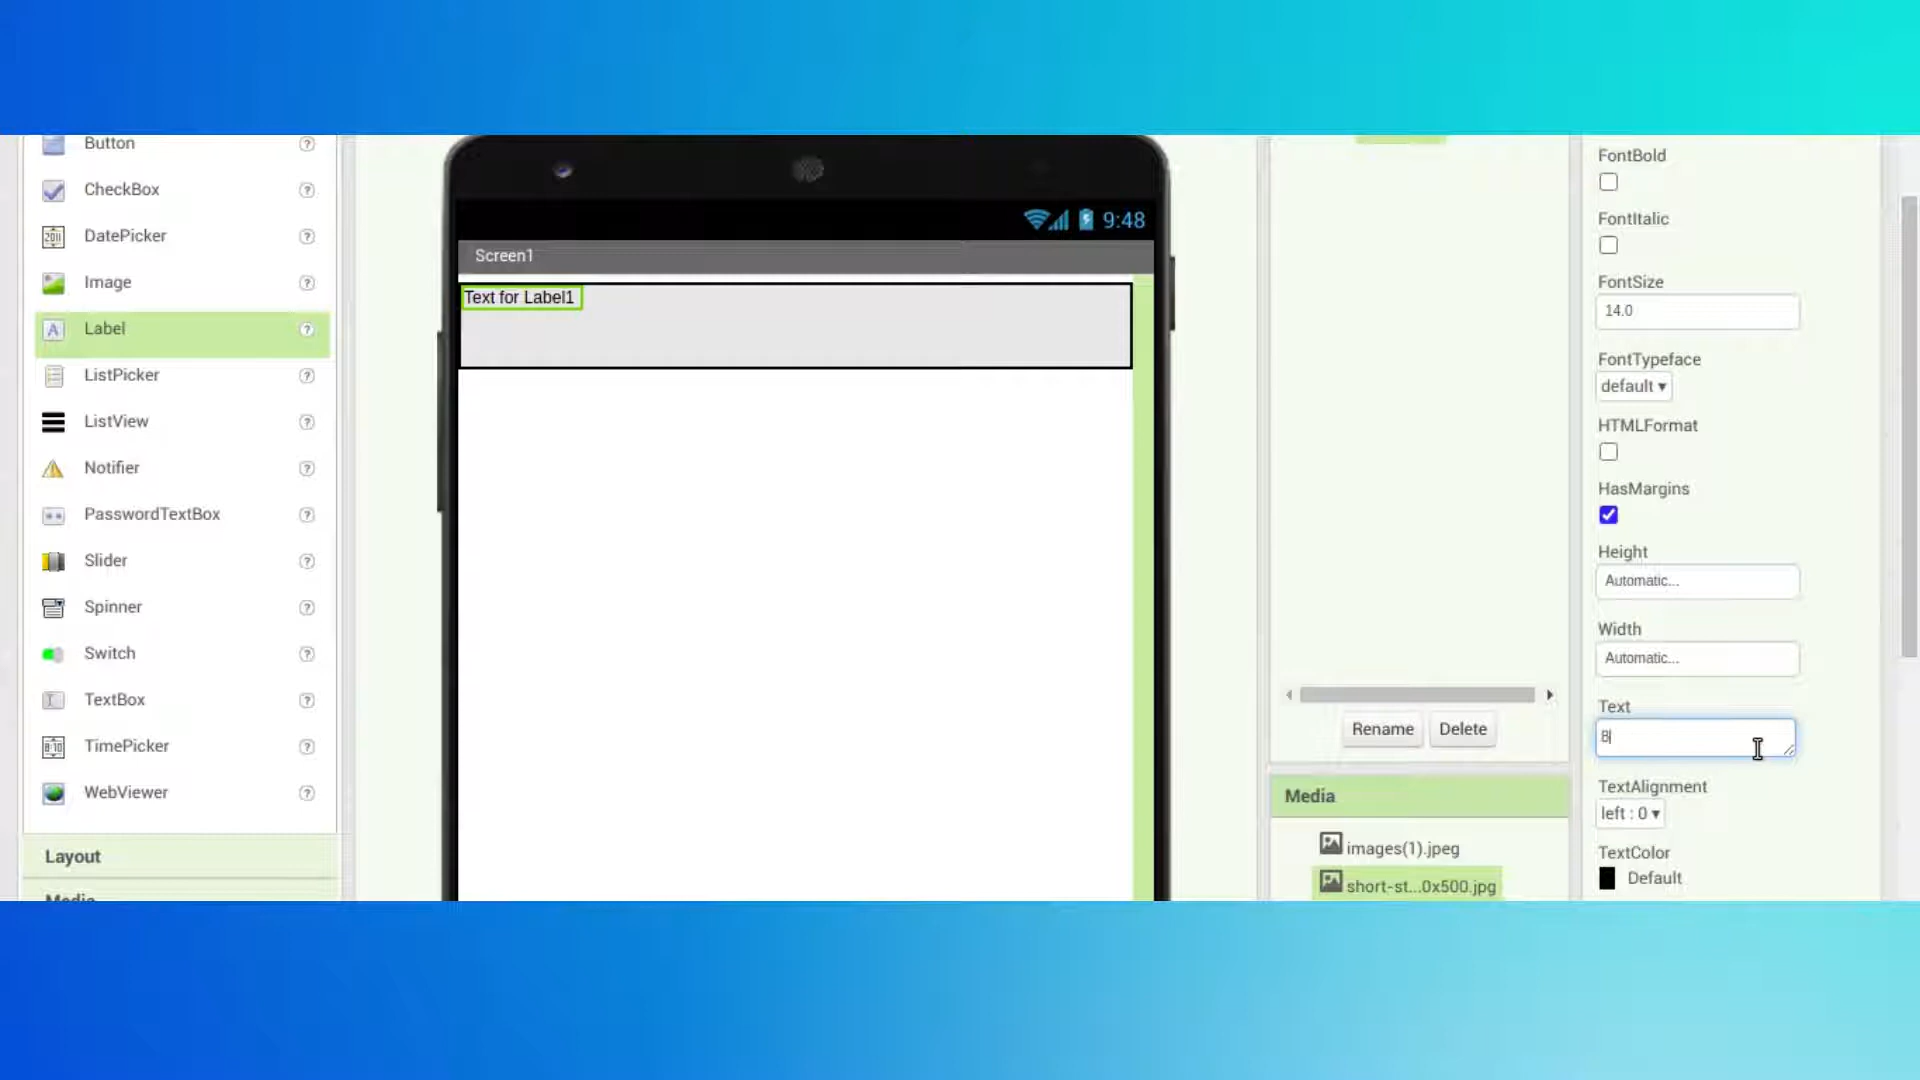 Button
?
CheckBox
?
DatePicker
?
Image
?
Label
?
ListPicker
?
ListView
?
Notifier
?
PasswordTextBox
?
Slider
?
Spinner
?
Switch
?
TextBox
?
TimePicker
?
WebViewer
?
Layout
Media
9:48
Screen1
Text for Label1
Rename
Delete
Media
images(1).jpeg
short-st...0x500.jpg
FontBold
FontItalic
FontSize
14.0
FontTypeface
default ▾
HTMLFormat
HasMargins
Height
Automatic...
Width
Automatic...
Text
B
TextAlignment
left : 0 ▾
TextColor
Default